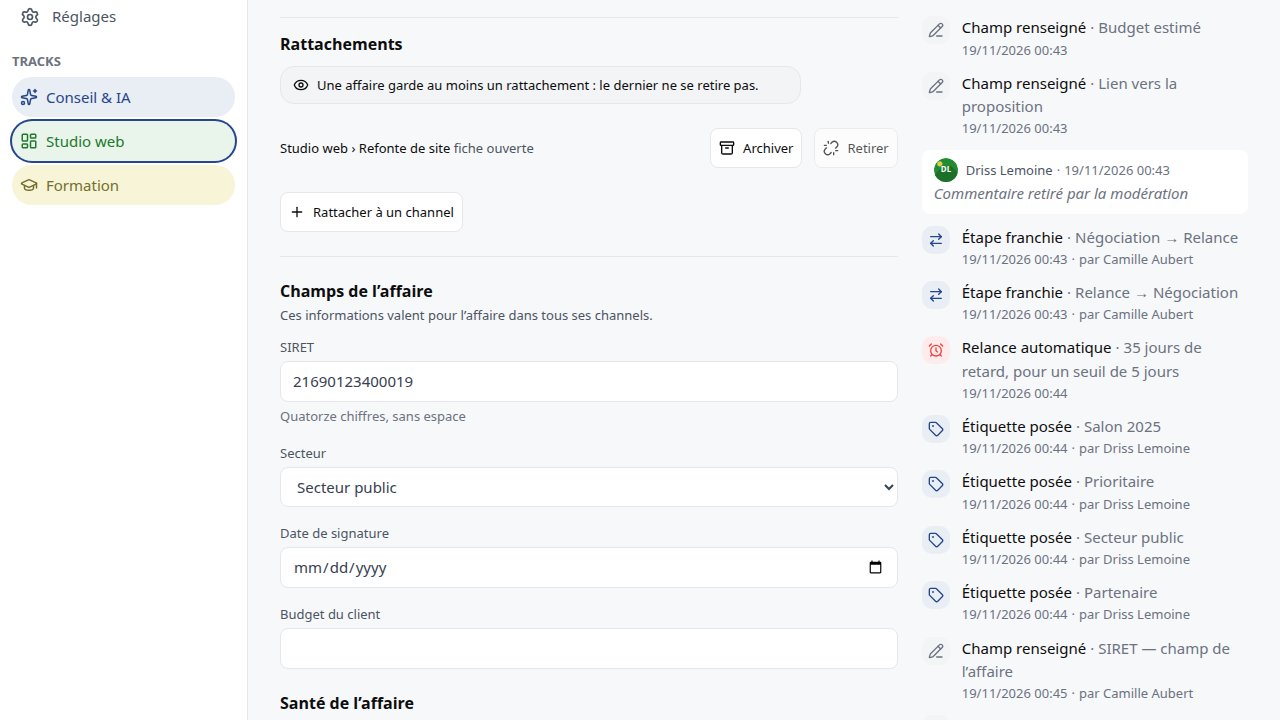 Réglages
TRACKS
Conseil & IA
Studio web
Formation
Rattachements
Une affaire garde au moins un rattachement : le dernier ne se retire pas.
Studio web › Refonte de site fiche ouverte
Archiver
Retirer
Rattacher à un channel
Champs de l’affaire
Ces informations valent pour l’affaire dans tous ses channels.
SIRET
21690123400019
Quatorze chiffres, sans espace
Secteur
Secteur public
Date de signature
mm/dd/yyyy
Budget du client
Santé de l’affaire
Champ renseigné · Budget estimé
19/11/2026 00:43
Champ renseigné · Lien vers la
proposition
19/11/2026 00:43
DL
Driss Lemoine · 19/11/2026 00:43
Commentaire retiré par la modération
Étape franchie · Négociation → Relance
19/11/2026 00:43 · par Camille Aubert
Étape franchie · Relance → Négociation
19/11/2026 00:43 · par Camille Aubert
Relance automatique · 35 jours de
retard, pour un seuil de 5 jours
19/11/2026 00:44
Étiquette posée · Salon 2025
19/11/2026 00:44 · par Driss Lemoine
Étiquette posée · Prioritaire
19/11/2026 00:44 · par Driss Lemoine
Étiquette posée · Secteur public
19/11/2026 00:44 · par Driss Lemoine
Étiquette posée · Partenaire
19/11/2026 00:44 · par Driss Lemoine
Champ renseigné · SIRET — champ de
l’affaire
19/11/2026 00:45 · par Camille Aubert